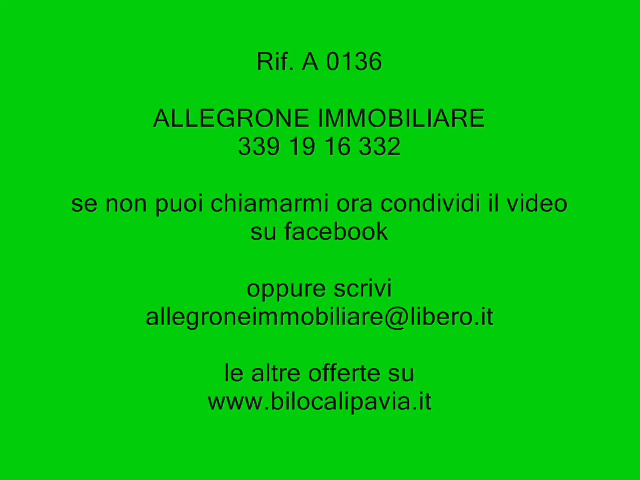 Rif. A 0136
ALLEGRONE IMMOBILIARE
339 19 16 332
se non puoi chiamarmi ora condividi il video
su facebook
oppure scrivi
allegroneimmobiliare@libero.it
le altre offerte su
www.bilocalipavia.it